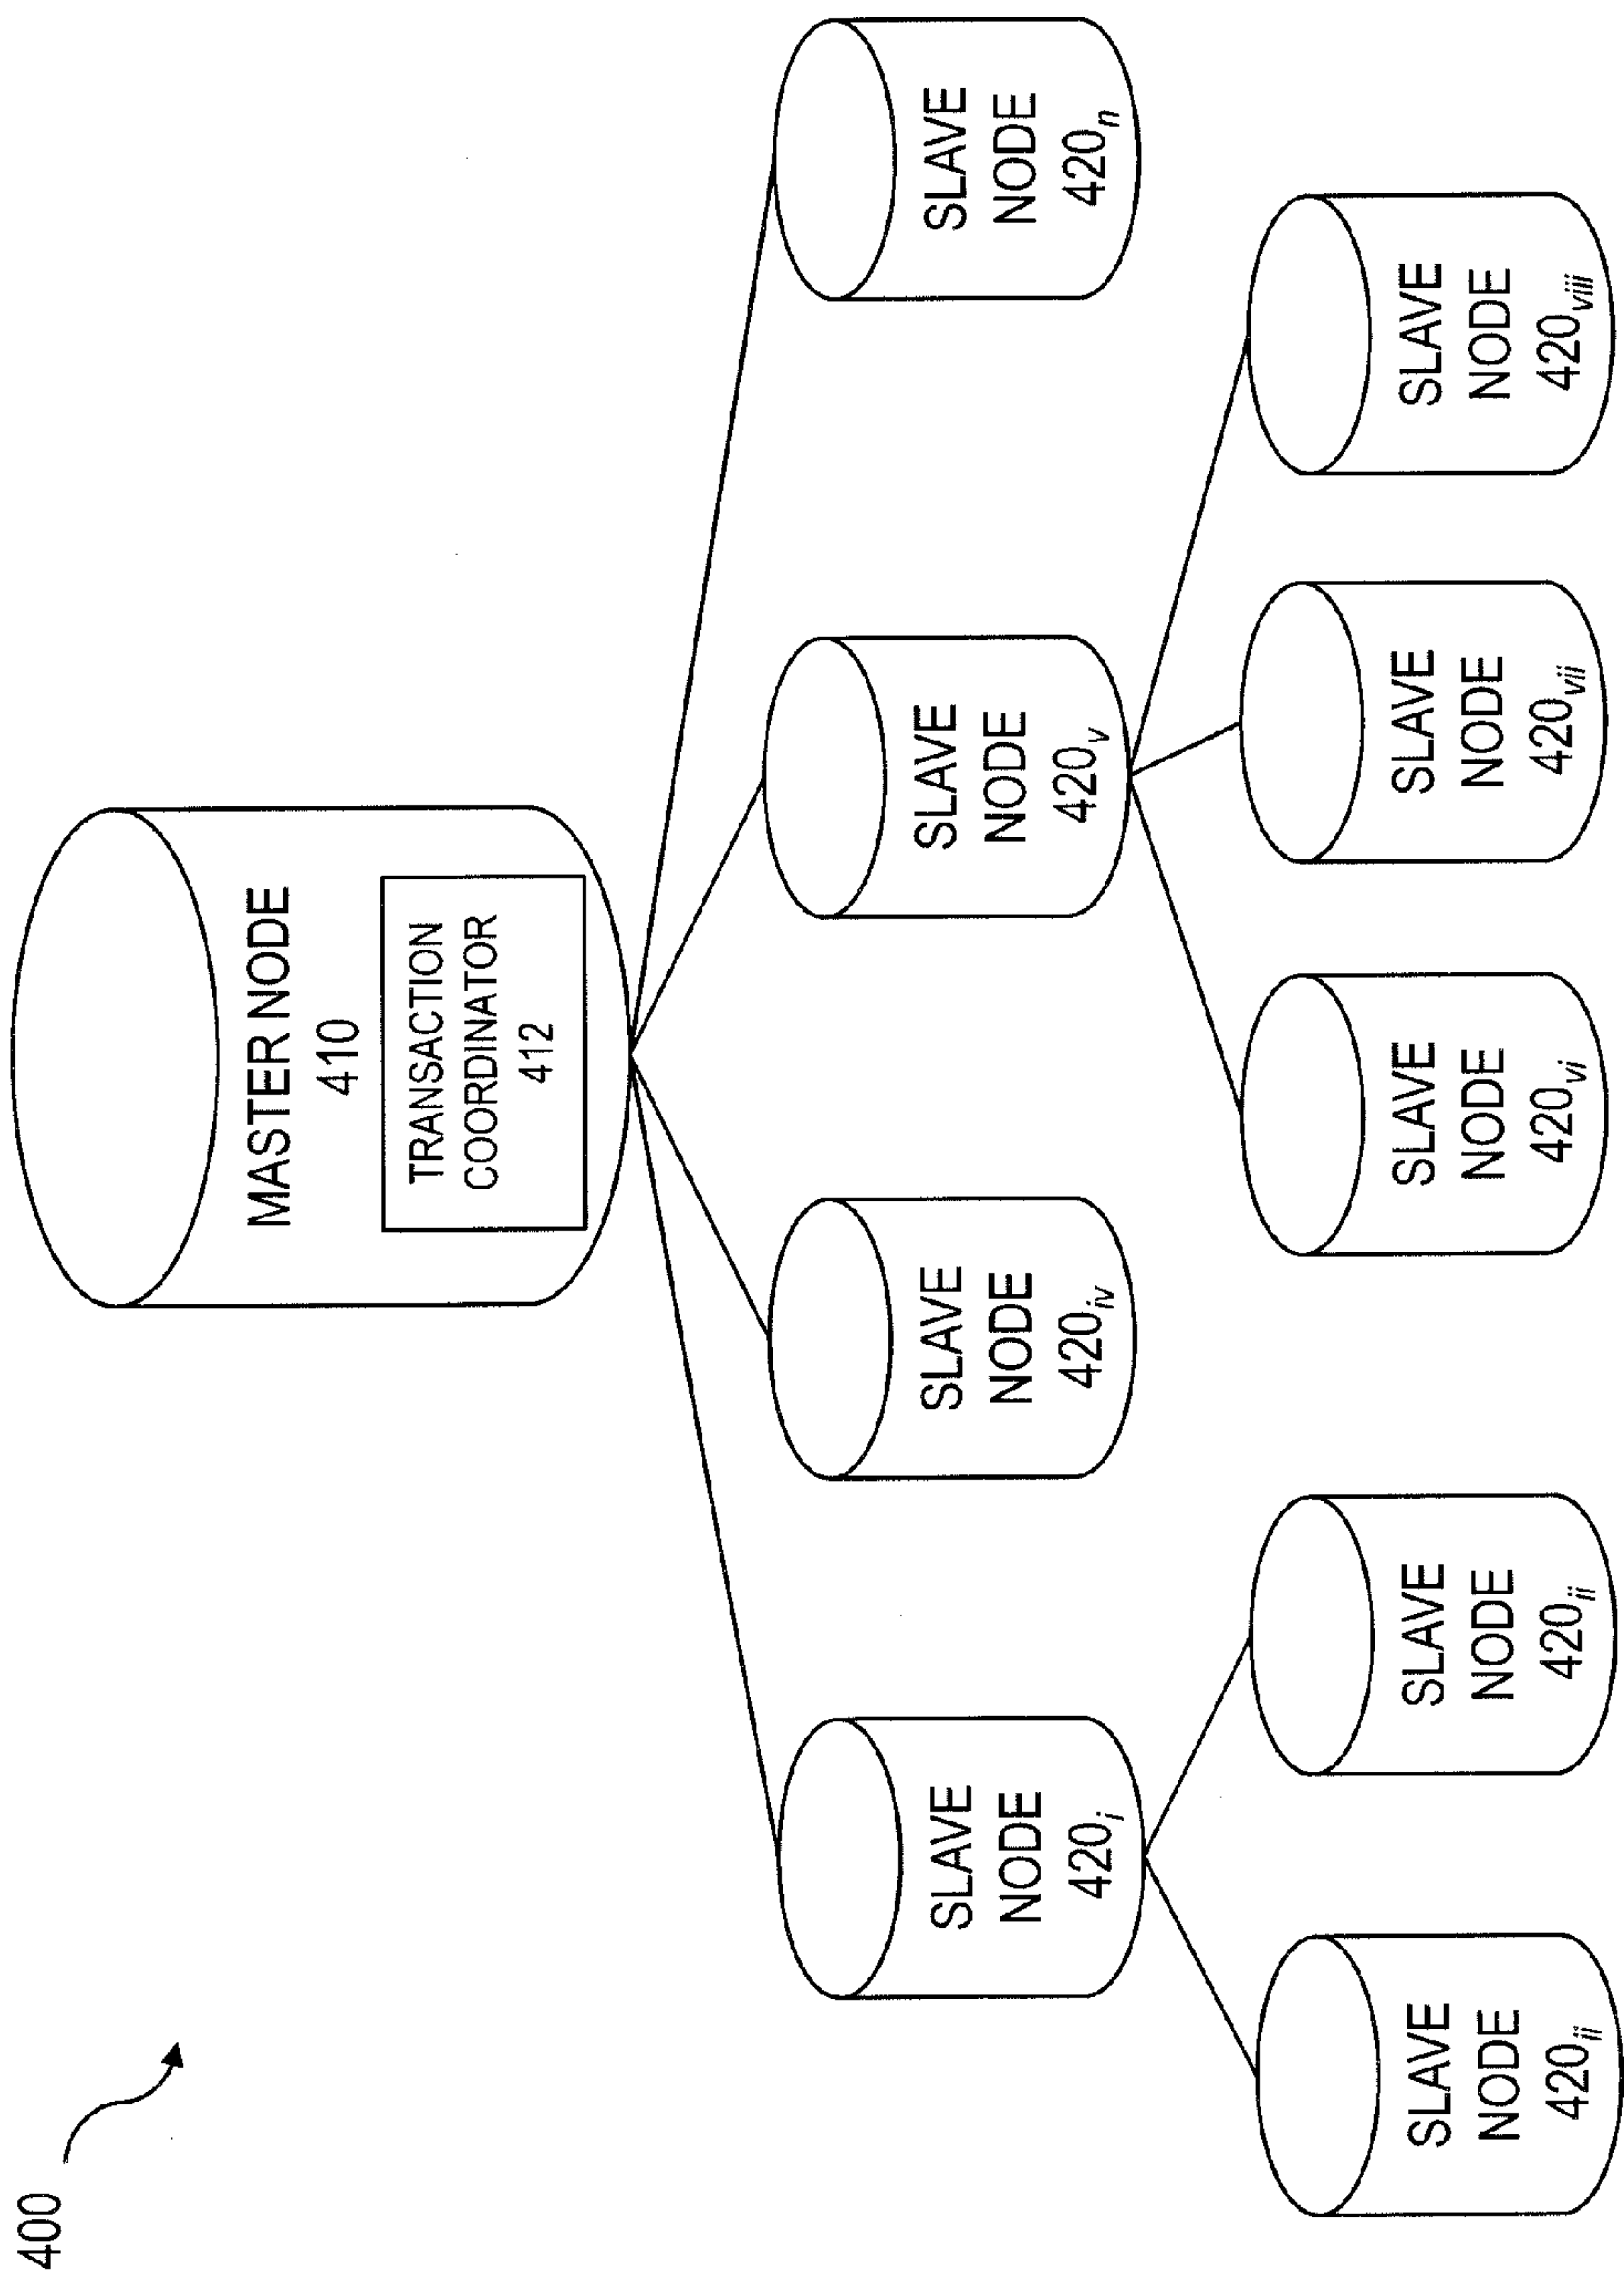 400
MASTER NODE
410
TRANSACTION
COORDINATOR
412
SLAVE
NODE
420i
SLAVE
NODE
420iv
SLAVE
NODE
420v
SLAVE
NODE
420n
SLAVE
NODE
420ii
SLAVE
NODE
420ii
SLAVE
NODE
420vi
SLAVE
NODE
420vii
SLAVE
NODE
420viii